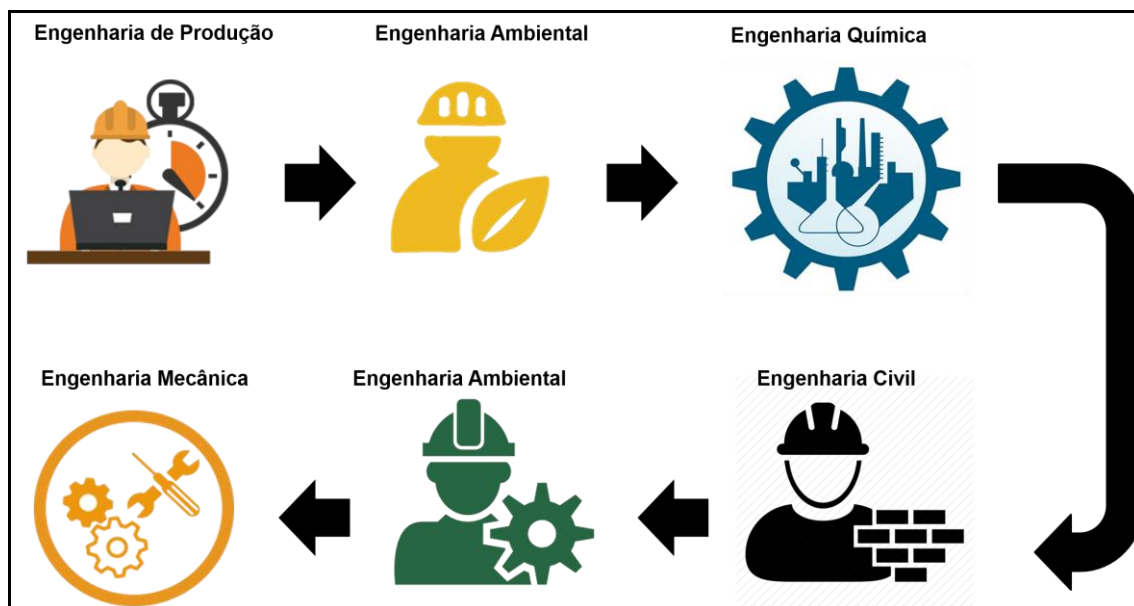 Engenharia de Produção
Engenharia Ambiental
Engenharia Química
Engenharia Mecânica
Engenharia Ambiental
Engenharia Civil